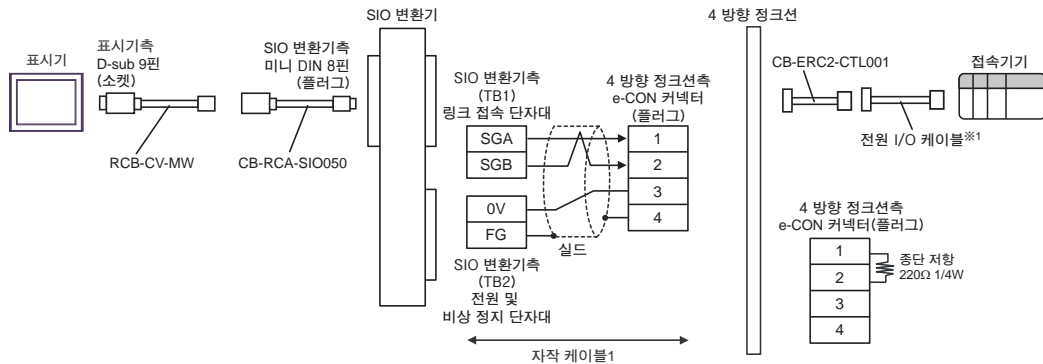 표시기
표시기측
D-sub 9핀
(소켓)
RCB-CV-MW
SIO 변환기측
미니 DIN 8핀
(플러그)
CB-RCA-SIO050
SIO 변환기
SIO 변환기측
(TB1)
링크 접속 단자대
SGA
SGB
0V
FG
SIO 변환기측
(TB2)
전원 및
비상 정지 단자대
4 방향 정크션측
e-CON 커넥터
(플러그)
1
2
3
4
실드
자작 케이블1
4 방향 정크션
CB-ERC2-CTL001
전원 I/O 케이블※1
접속기기
4 방향 정크션측
e-CON 커넥터(플러그)
1
2
3
4
종단 저항
220Ω 1/4W